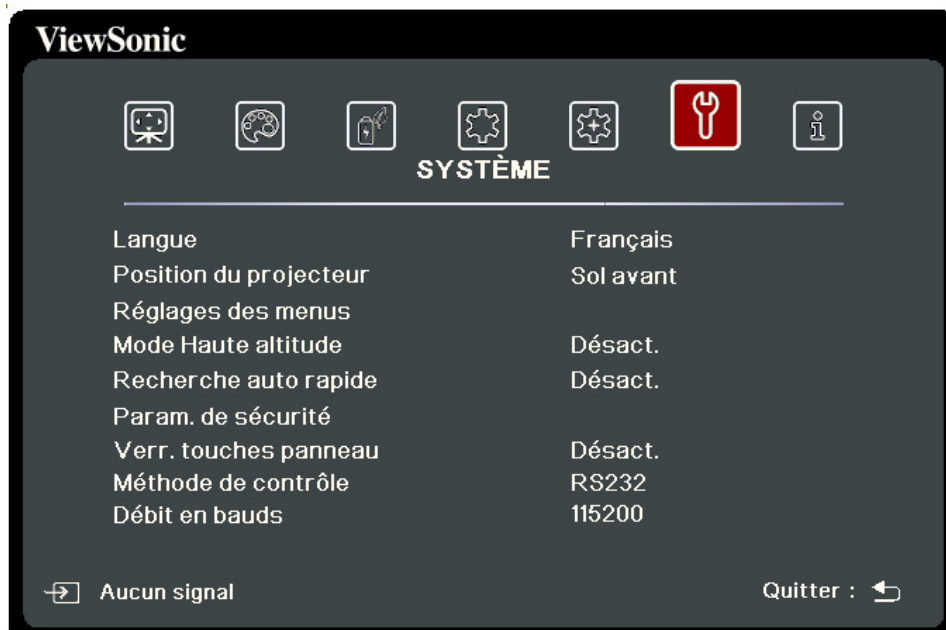 ViewSonic
SYSTÈME
Langue Français
Position du projecteur Sol avant
Réglages des menus
Mode Haute altitude Désact.
Recherche auto rapide Désact.
Param. de sécurité
Verr. touches panneau Désact.
Méthode de contrôle RS232
Débit en bauds 115200
Aucun signal Quitter :